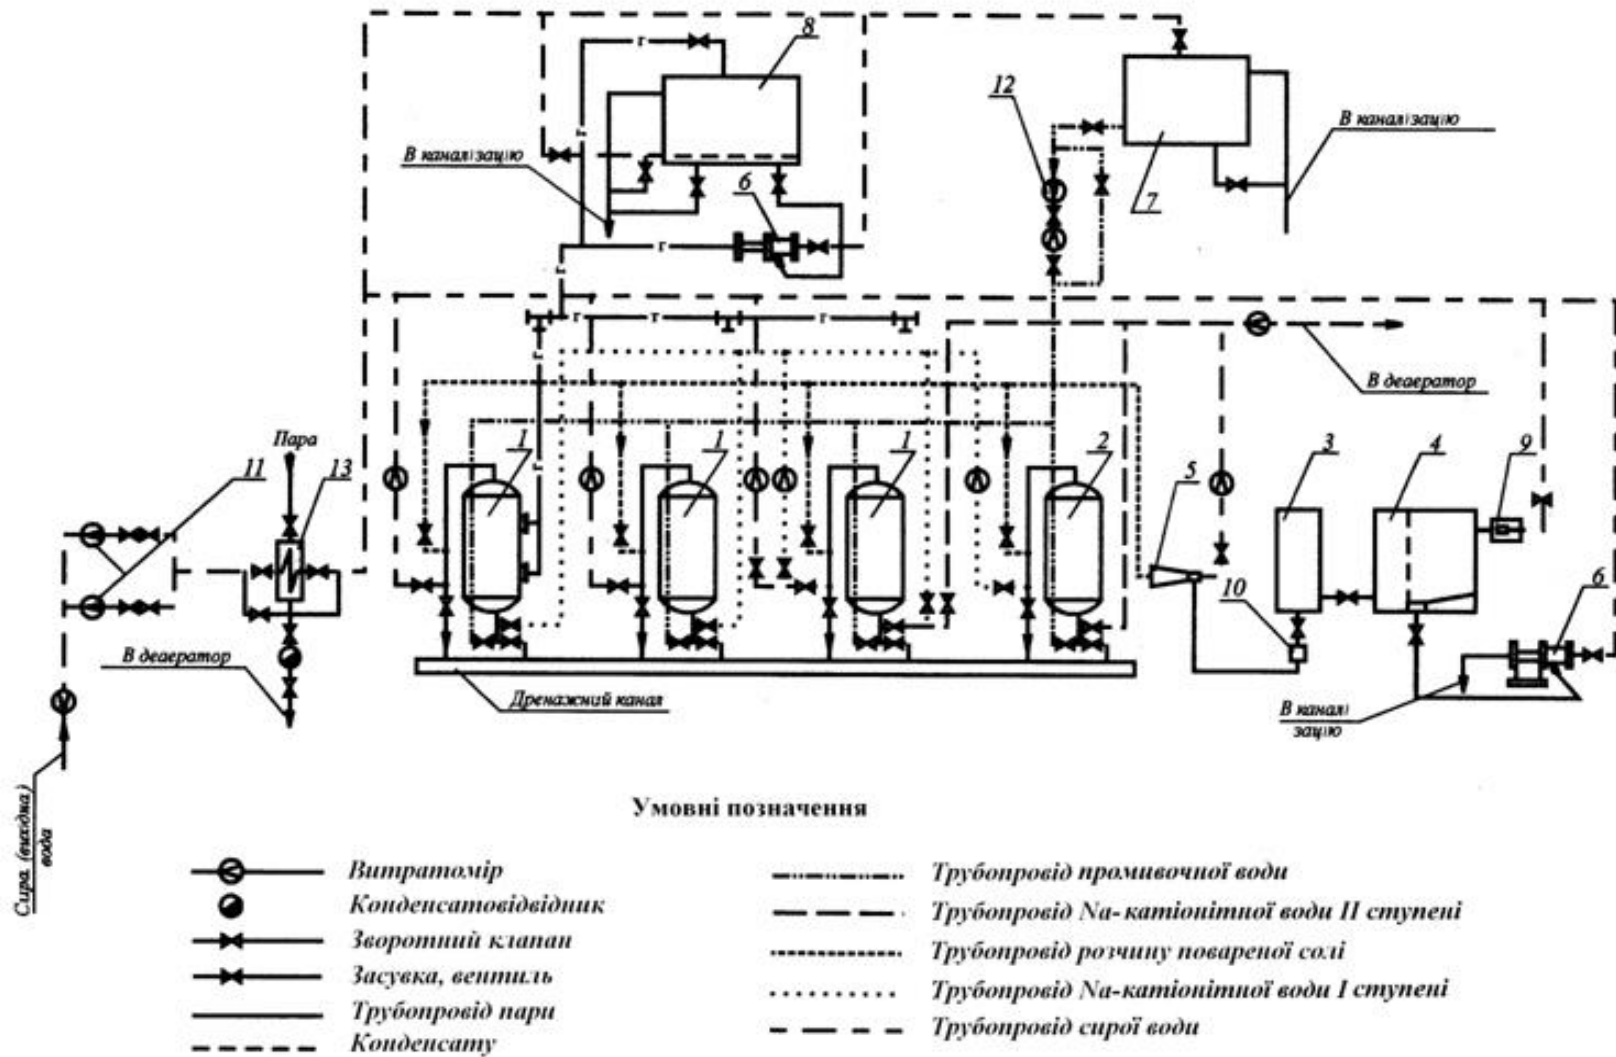 8
12
В каналізацію
7
В каналізацію
6
г
г
г
г
г
г
г
г
В деаератор
Пара
11
13
1
1
1
2
5
3
4
9
10
6
В деаератор
Дренажний канал
В каналі
зацію
Сира (вихідна)
вода
Умовні позначення
Витратомір
Конденсатовідвідник
Зворотний клапан
Засувка, вентиль
Трубопровід пари
Конденсату
Трубопровід промивочної води
Трубопровід Na-катіонітної води II ступені
Трубопровід розчину повареної солі
Трубопровід Na-катіонітної води I ступені
Трубопровід сирої води